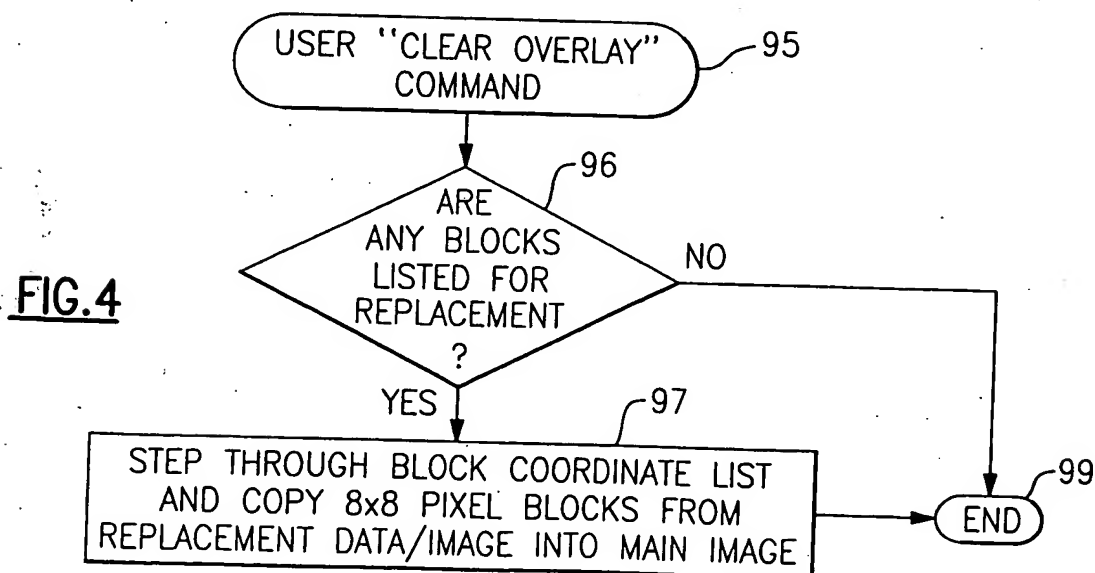 USER "CLEAR OVERLAY"
COMMAND
95
96
ARE
ANY BLOCKS
LISTED FOR
REPLACEMENT
?
NO
FIG.4
YES
97
STEP THROUGH BLOCK COORDINATE LIST
AND COPY 8x8 PIXEL BLOCKS FROM
REPLACEMENT DATA/IMAGE INTO MAIN IMAGE
99
END